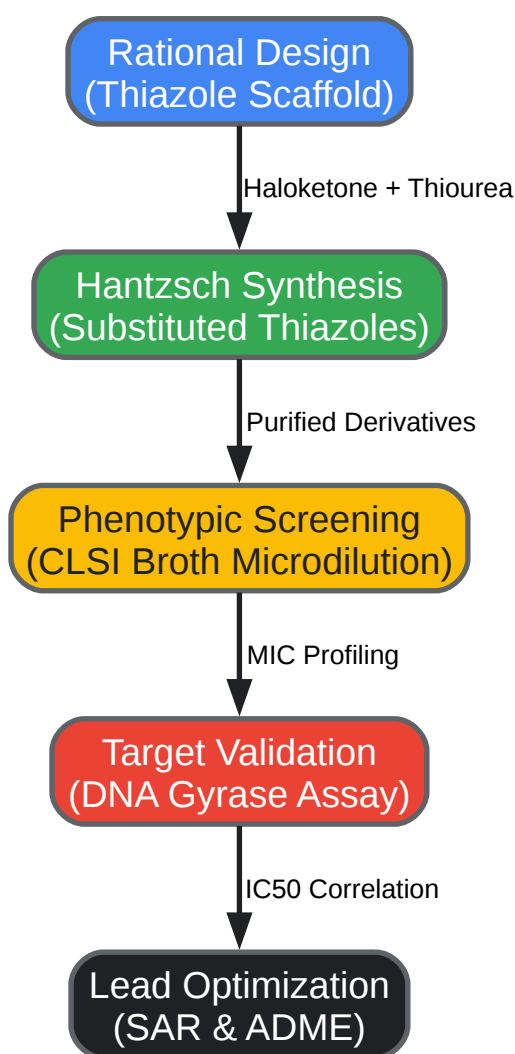 Rational Design
(Thiazole Scaffold)
Haloketone + Thiourea
Hantzsch Synthesis
(Substituted Thiazoles)
Purified Derivatives
Phenotypic Screening
(CLSI Broth Microdilution)
MIC Profiling
Target Validation
(DNA Gyrase Assay)
IC50 Correlation
Lead Optimization
(SAR & ADME)